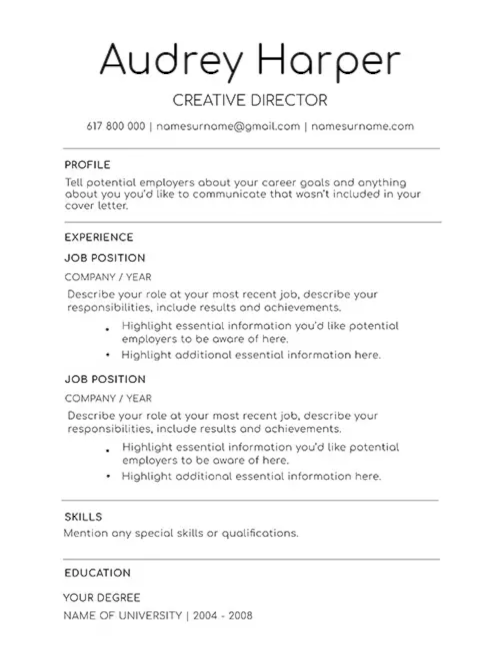 Audrey Harper
CREATIVE DIRECTOR
617 800 000 | namesurname@gmail.com | namesurname.com
PROFILE
Tell potential employers about your career goals and anything
about you you'd like to communicate that wasn't included in your
cover letter.
EXPERIENCE
JOB POSITION
COMPANY / YEAR
Describe your role at your most recent job, describe your
responsibilities, include results and achievements.
• Highlight essential information you'd like potential
employers to be aware of here.
• Highlight additional essential information here.
JOB POSITION
COMPANY / YEAR
Describe your role at your most recent job, describe your
responsibilities, include results and achievements.
• Highlight essential information you'd like potential
employers to be aware of here.
• Highlight additional essential information here.
SKILLS
Mention any special skills or qualifications.
EDUCATION
YOUR DEGREE
NAME OF UNIVERSITY | 2004 - 2008